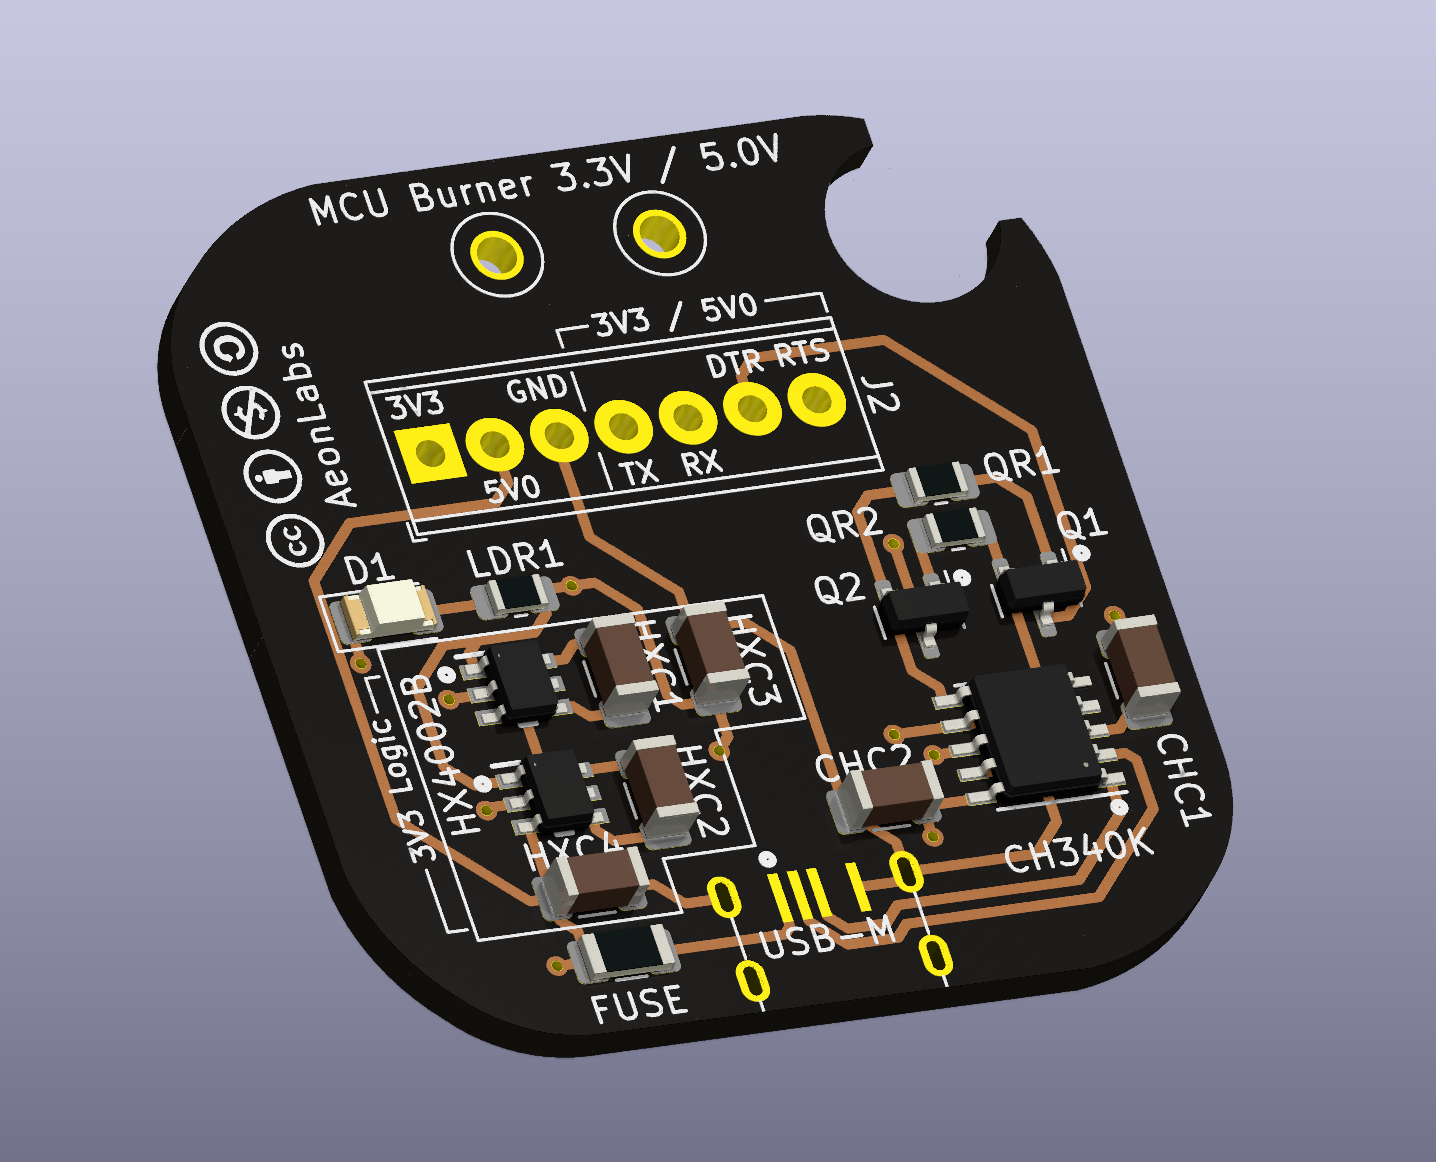 MCU Burner 3.3V / 5.0V
3V3 / 5V0
3V3
GND
DTR
RTS
J2
5V0
TX
RX
AeonLabs
cc
D1
LDR1
QR1
QR2
Q1
Q2
HXC1
HXC3
HX4002B
3V3 Logic
HXC2
HXC4
CHC2
CHC1
CH340K
USB-M
FUSE